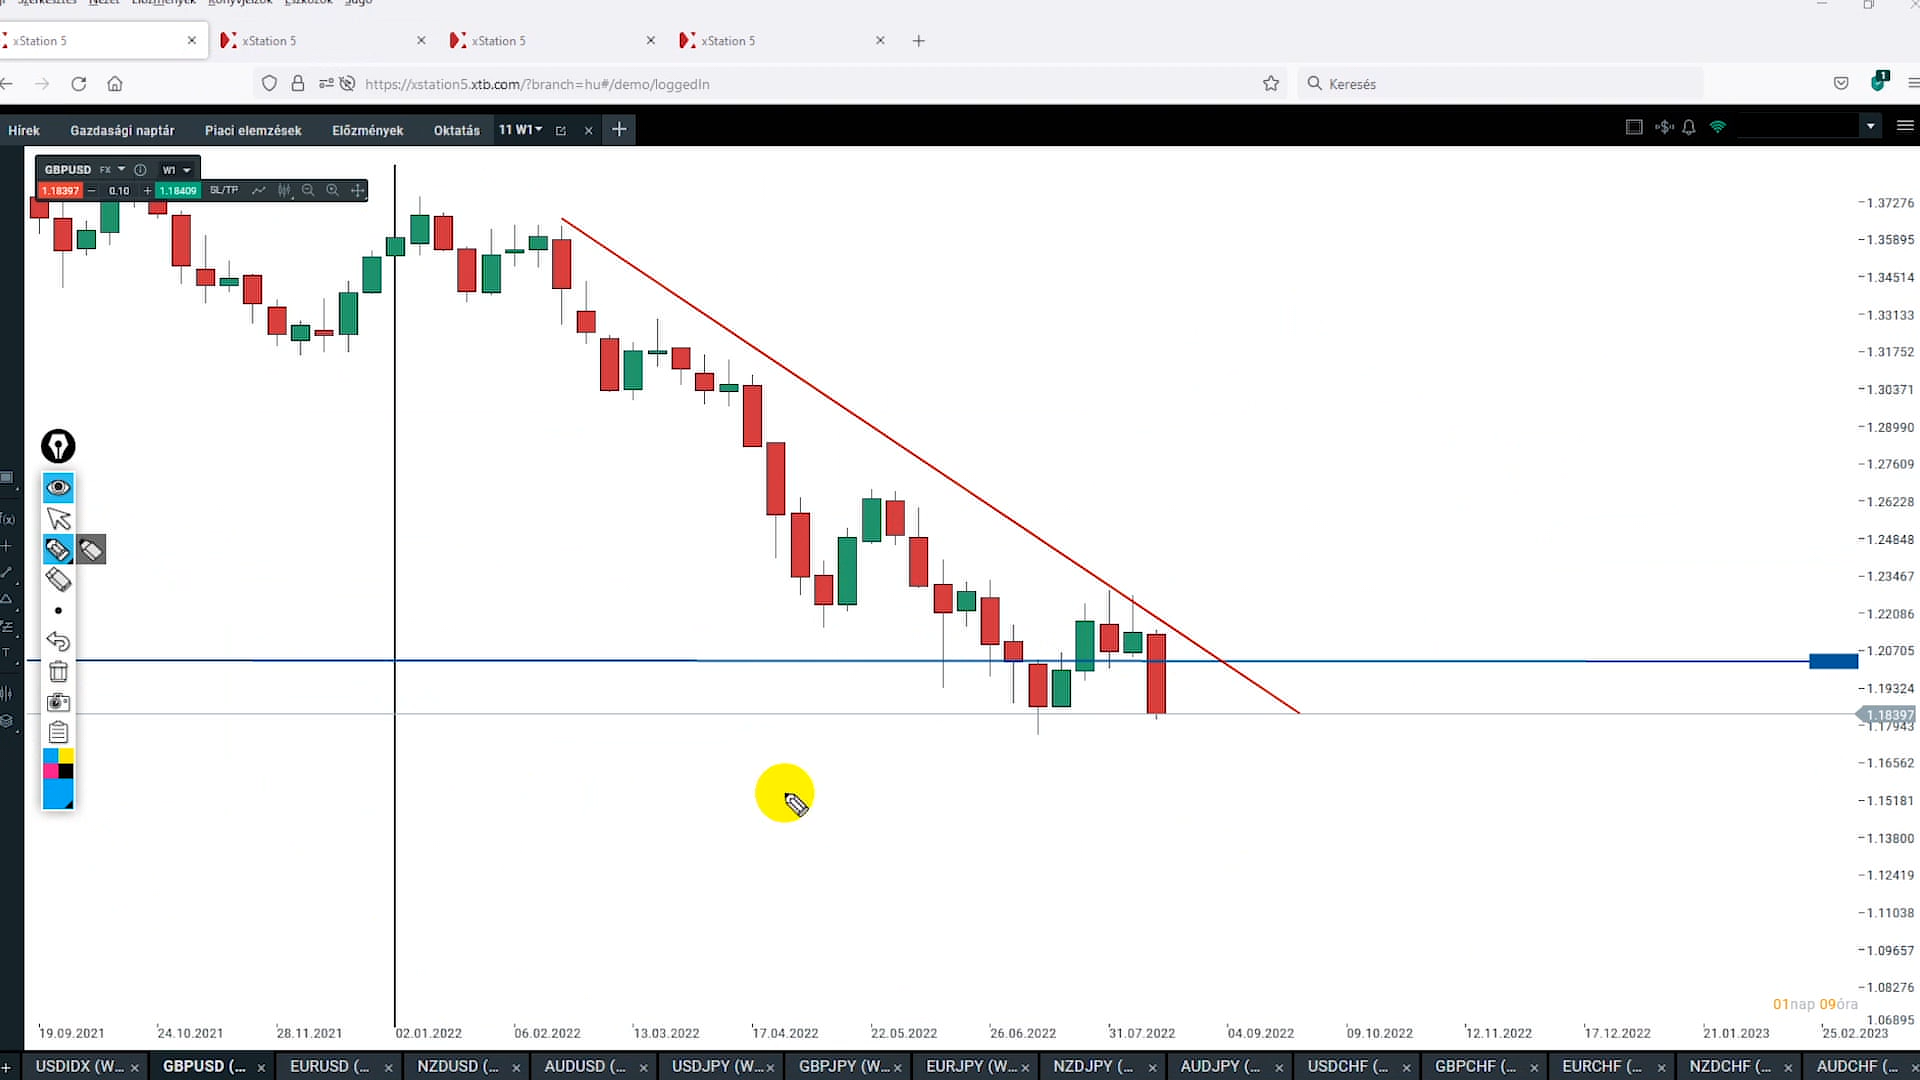 Szerkesztés Nézet Előzmények Könyvjelzők Eszközök Súgó
xStation 5
xStation 5
xStation 5
xStation 5
https://xstation5.xtb.com/?branch=hu#/demo/loggedIn
Keresés
1
Hírek Gazdasági naptár Piaci elemzések Előzmények Oktatás 11 W1
GBPUSD FX W1
1.18397 0.10 1.18409 SL/TP
1.37276
1.35895
1.34514
1.33133
1.31752
1.30371
1.28990
1.27609
1.26228
1.24848
1.23467
1.22086
1.20705
1.19324
1.18397
1.17943
1.16562
1.15181
1.13800
1.12419
1.11038
1.09657
1.08276
1.06895
f(x)
T
01nap 09óra
19.09.2021 24.10.2021 28.11.2021 02.01.2022 06.02.2022 13.03.2022 17.04.2022 22.05.2022 26.06.2022 31.07.2022 04.09.2022 09.10.2022 12.11.2022 17.12.2022 21.01.2023 25.02.2023
USDIDX (W... GBPUSD (... EURUSD (... NZDUSD (... AUDUSD (... USDJPY (W... GBPJPY (W... EURJPY (W... NZDJPY (... AUDJPY (... USDCHF (... GBPCHF (... EURCHF (... NZDCHF (... AUDCHF (...